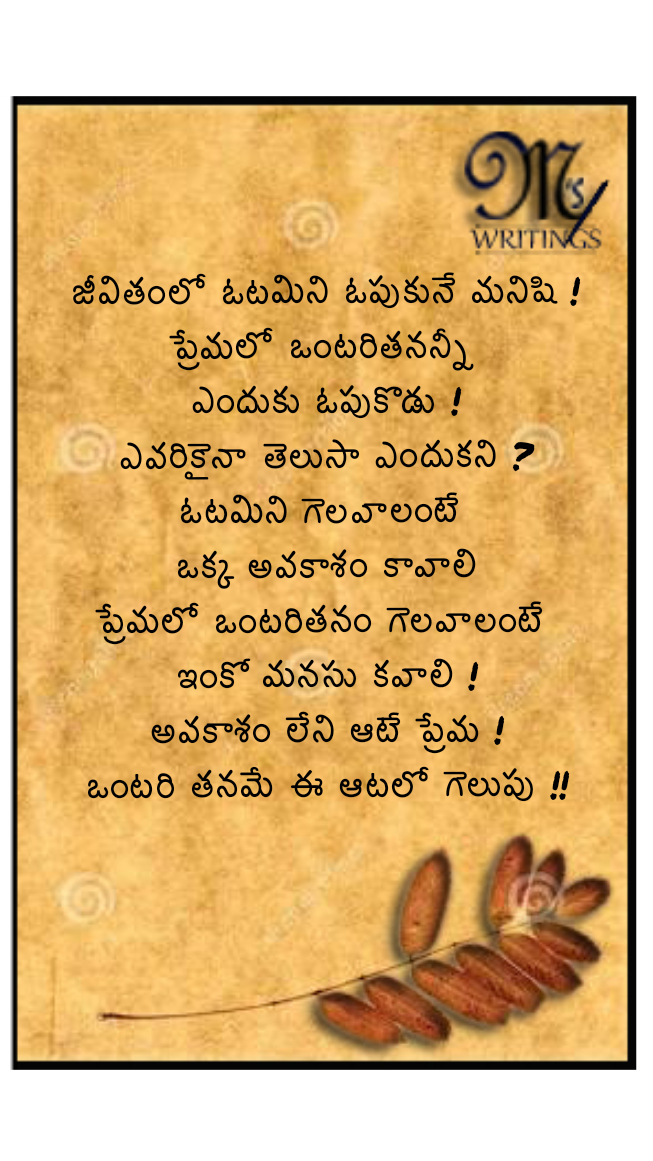 M's
WRITINGS
జీవితంలో ఓటమిని ఓపుకునే మనిషి !
ప్రేమలో ఒంటరితనన్నీ
ఎందుకు ఓపుకొడు !
ఎవరికైనా తెలుసా ఎందుకని ?
ఓటమిని గెలవాలంటే
ఒక్క అవకాశం కావాలి
ప్రేమలో ఒంటరితనం గెలవాలంటే
ఇంకో మనసు కవాలి !
అవకాశం లేని ఆటే ప్రేమ !
ఒంటరి తనమే ఈ ఆటలో గెలుపు !!